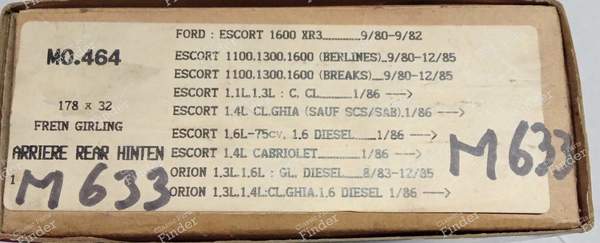 FORD : ESCORT 1600 XR3............9/80-9/82
MO.464
ESCORT 1100.1300.1600 (BERLINES)..9/80-12/85
ESCORT 1100.1300.1600 (BREAKS)...9/80-12/85
ESCORT 1.1L.1.3L : C. CL........1/86 --->
178 x 32
ESCORT 1.4L CL.GHIA (SAUF SCS/SAB).1/86 --->
FREIN GIRLING
ESCORT 1.6L-75cv. 1.6 DIESEL.....1/86 --->
ARRIERE REAR HINTEN
ESCORT 1.4L CABRIOLET...........1/86 --->
M 633
1
M 633
ORION 1.3L.1.6L : GL. DIESEL....8/83-12/85
ORION 1.3L.1.4L:CL.GHIA.1.6 DIESEL 1/86 --->
Classic Parts Finder